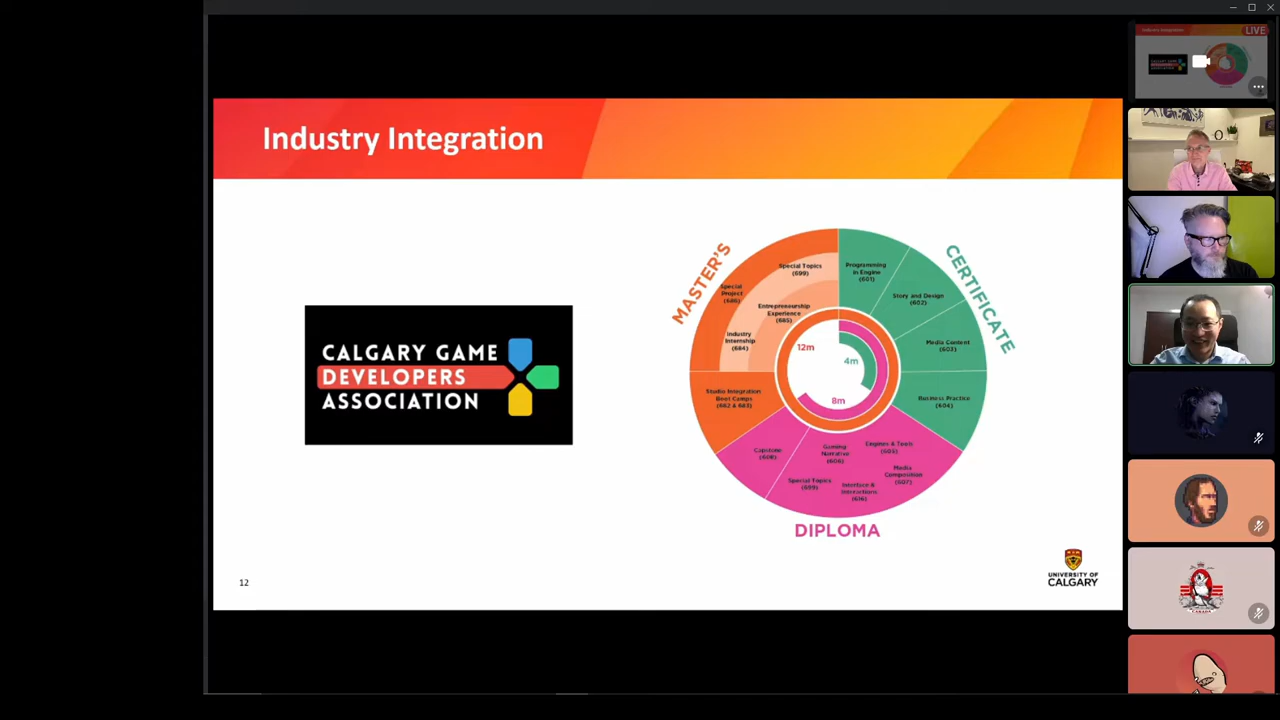 LIVE
Industry Integration
CALGARY GAME
DEVELOPERS
ASSOCIATION
MASTER'S
CERTIFICATE
DIPLOMA
Special Topics
(699)
Special
Project
Entrepreneurship
Experience
(685)
Industry
Internship
(684)
Studio Integration
Boot Camps
(682 & 683)
Programming
in Engine
(601)
Story and Design
(602)
Media Content
(603)
Business Practice
(604)
12m
4m
8m
Capstone
Gaming
Narrative
(606)
Engines & Tools
(605)
Media
Composition
(607)
Special Topics
(699)
Interface &
Interactions
(616)
12
UNIVERSITY OF
CALGARY